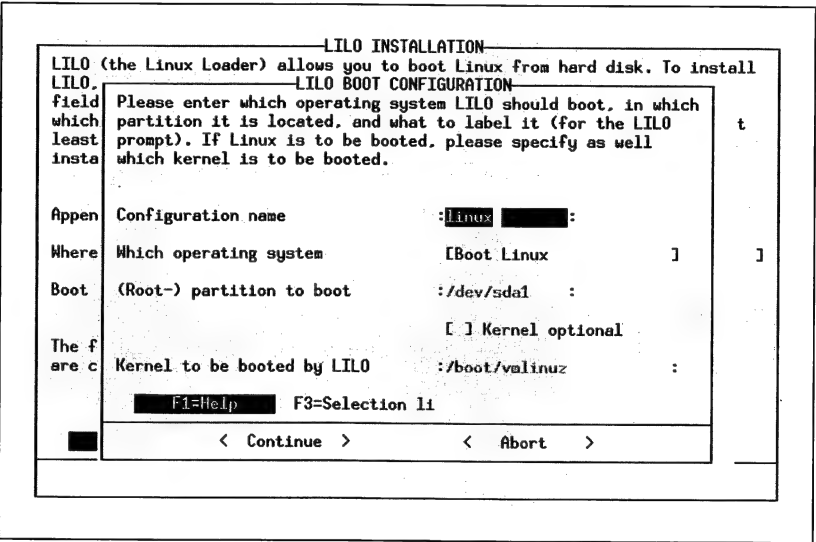 LILO INSTALLATION
LILO (the Linux Loader) allows you to boot Linux from hard disk. To install
LILO, LILO BOOT CONFIGURATION
field Please enter which operating system LILO should boot, in which
which partition it is located, and what to label it (for the LILO t
least prompt). If Linux is to be booted, please specify as well
insta which kernel is to be booted.
Appen Configuration name :linux :
Where Which operating system [Boot Linux ] ]
Boot (Root-) partition to boot :/dev/sda1 :
[ ] Kernel optional
The f
are c Kernel to be booted by LILO :/boot/vmlinuz :
F1=Help F3=Selection li
< Continue > < Abort >